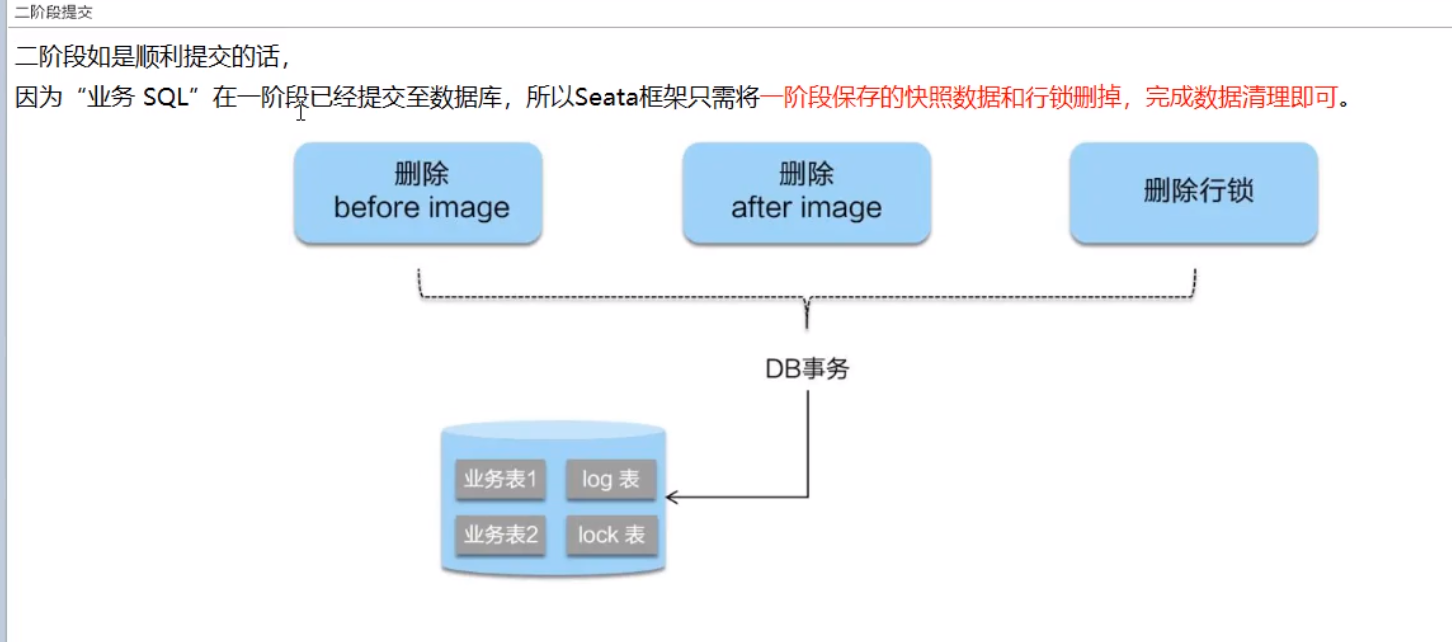 二阶段提交
二阶段如是顺利提交的话，
因为“业务 SQL”在一阶段已经提交至数据库，所以Seata框架只需将一阶段保存的快照数据和行锁删掉，完成数据清理即可。
删除
before image
删除
after image
删除行锁
DB事务
业务表1
log 表
业务表2
lock 表